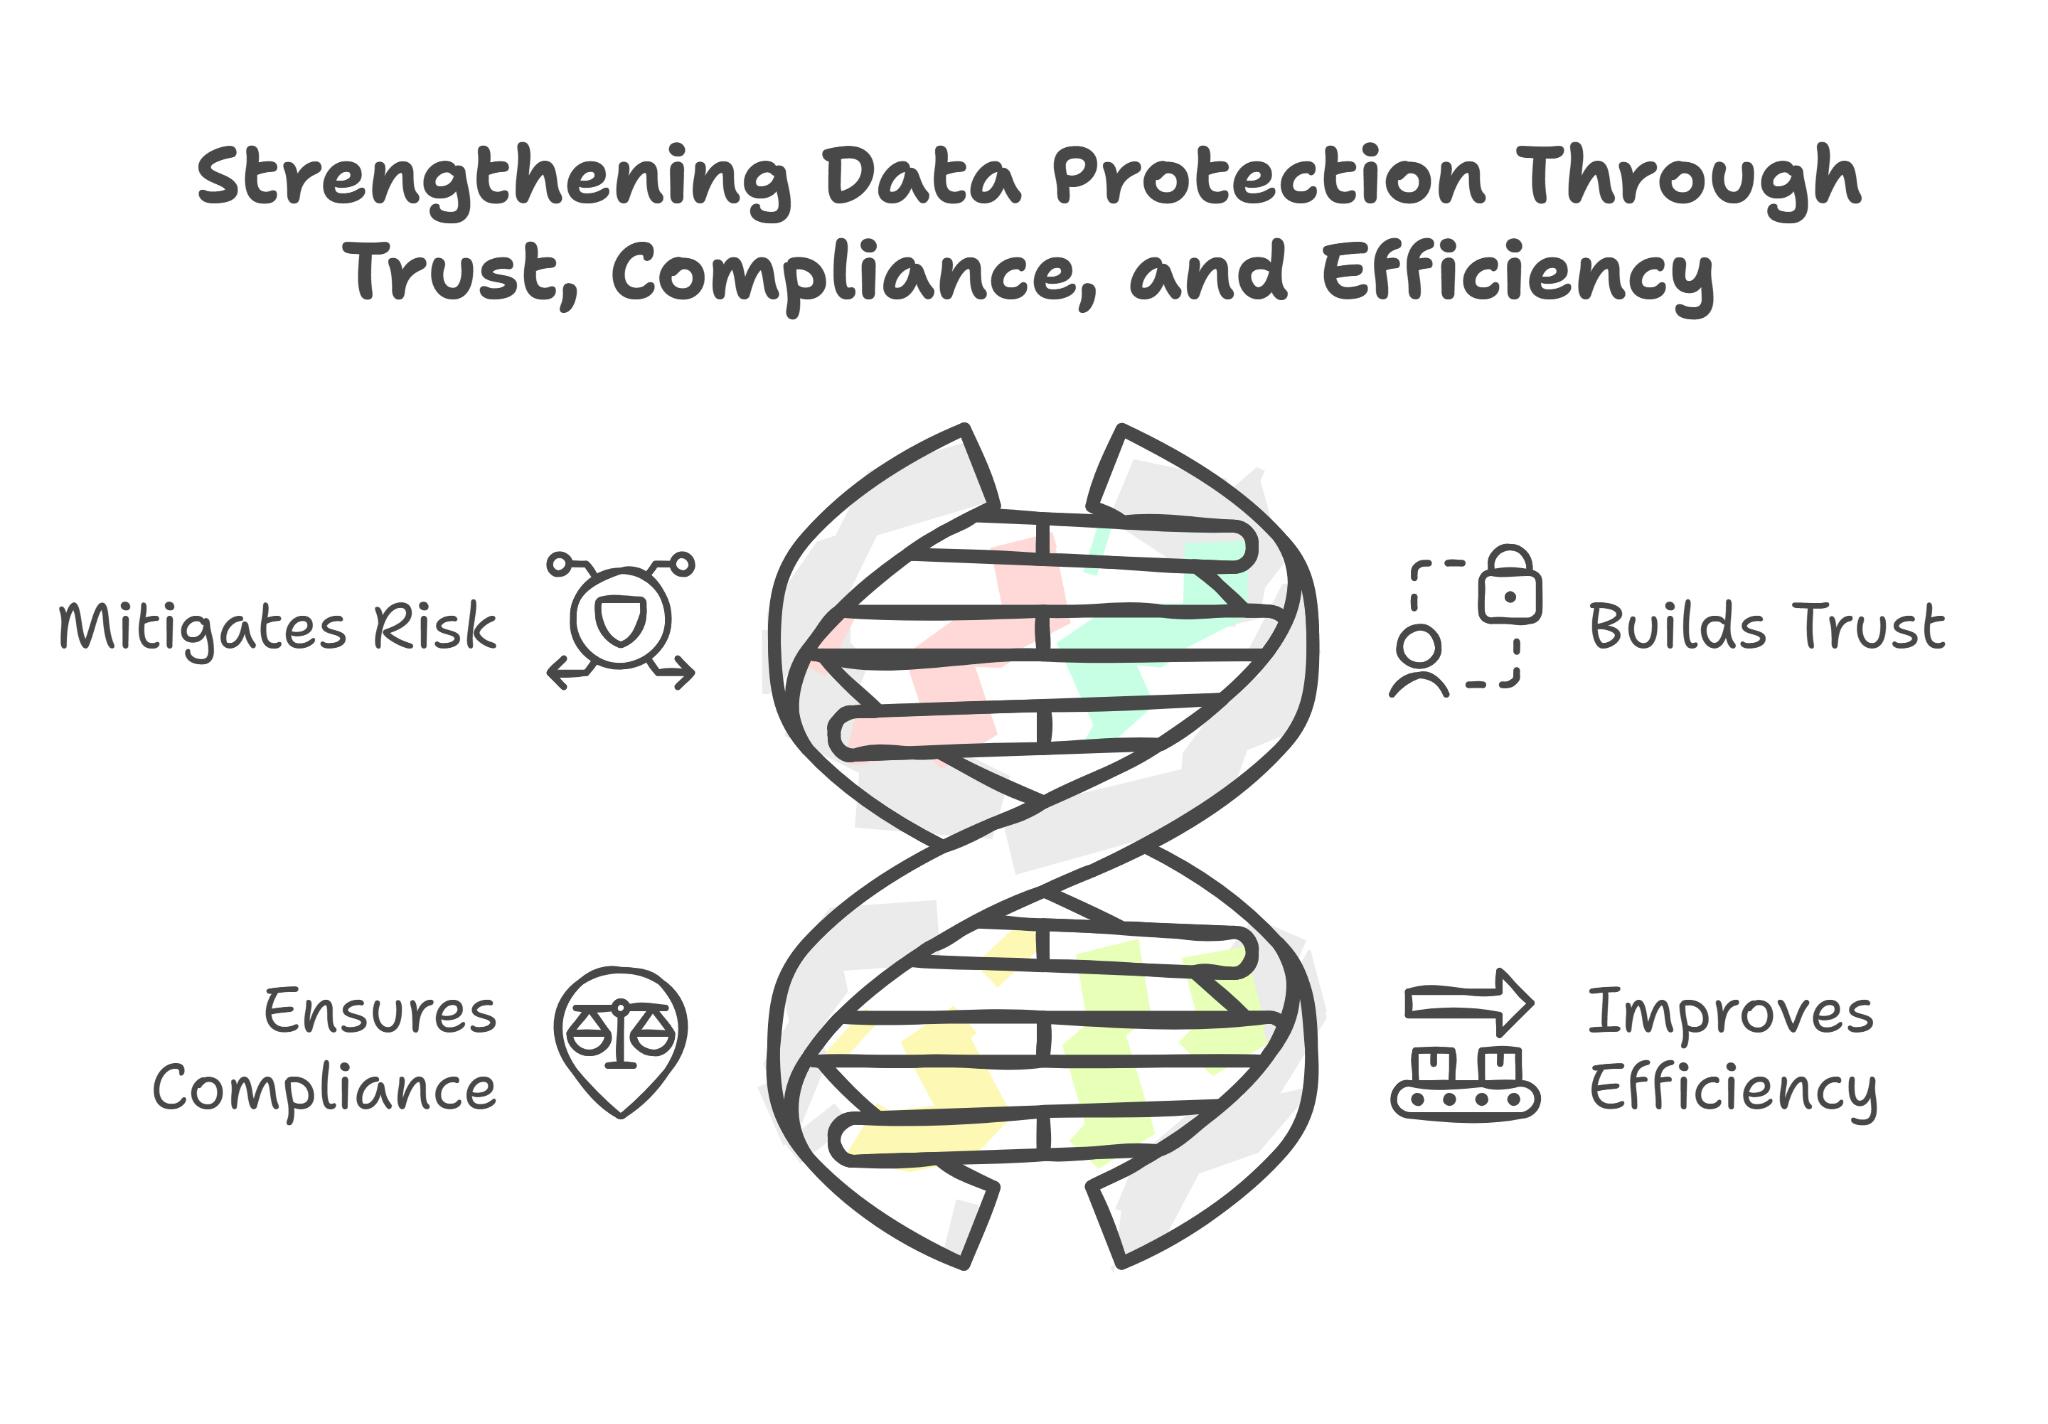 Strengthening Data Protection Through
Trust, Compliance, and Efficiency
Mitigates Risk
Builds Trust
Ensures
Compliance
Improves
Efficiency